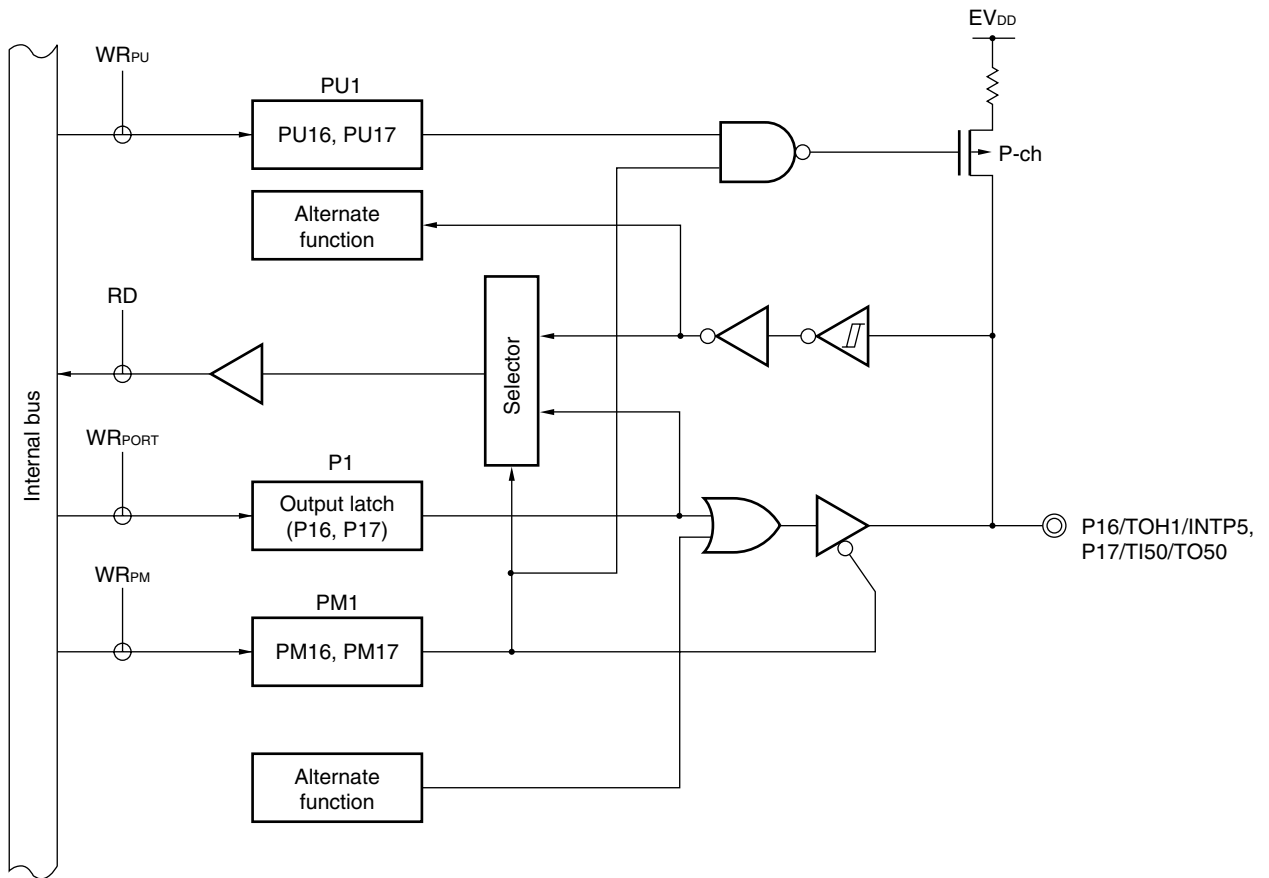 EVDD
WRPU
PU1
PU16, PU17
P-ch
Alternate
function
RD
Selector
Internal bus
WRPORT
P1
Output latch
(P16, P17)
P16/TOH1/INTP5,
P17/TI50/TO50
WRPM
PM1
PM16, PM17
Alternate
function